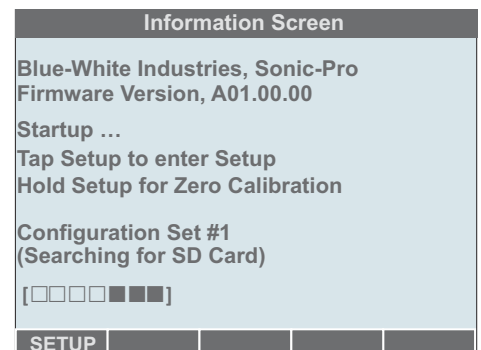 Information Screen
Blue-White Industries, Sonic-Pro
Firmware Version, A01.00.00
Startup …
Tap Setup to enter Setup
Hold Setup for Zero Calibration
Configuration Set #1
(Searching for SD Card)
[□□□□■■■]
SETUP